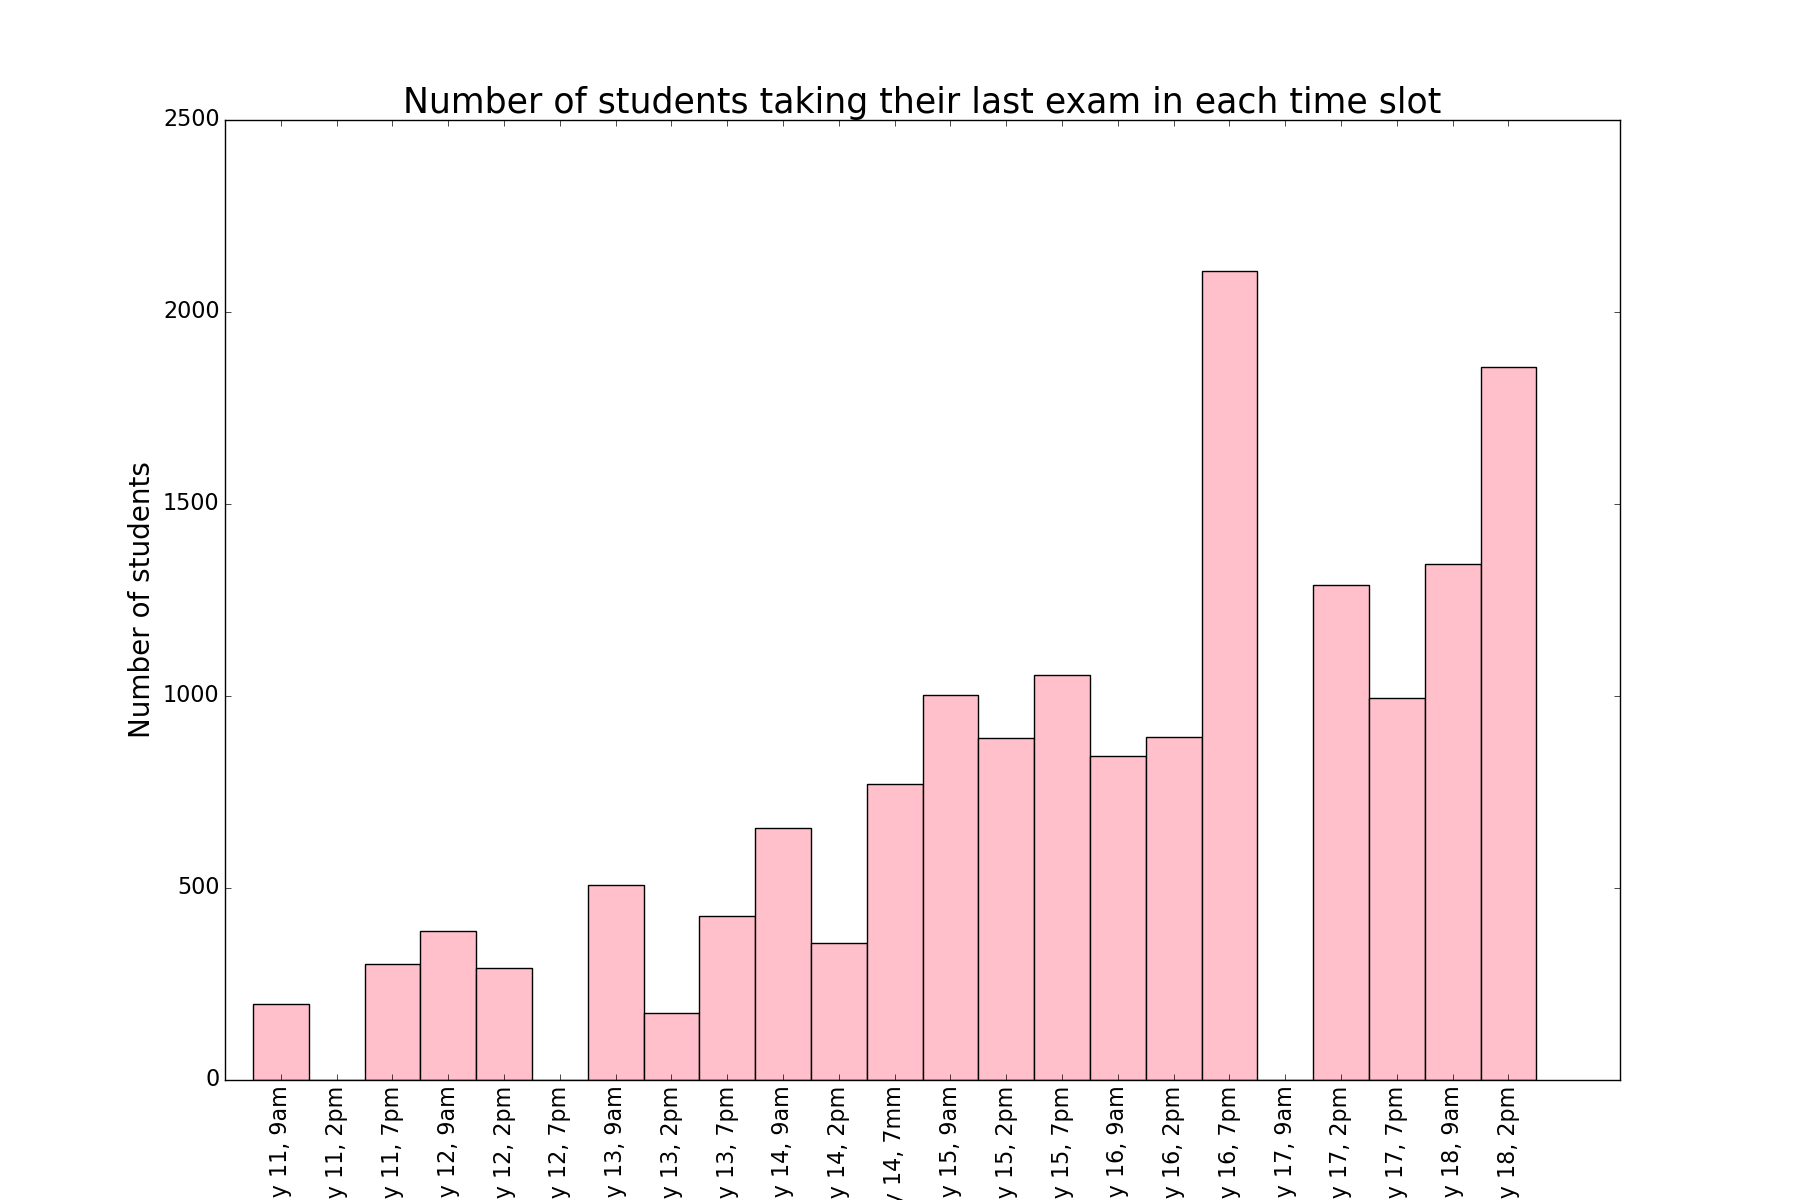 Number of students taking their last exam in each time slot
Number of students
2500
2000
1500
1000
500
0
y 11, 9am
y 11, 2pm
y 11, 7pm
y 12, 9am
y 12, 2pm
y 12, 7pm
y 13, 9am
y 13, 2pm
y 13, 7pm
y 14, 9am
y 14, 2pm
y 14, 7mm
y 15, 9am
y 15, 2pm
y 15, 7pm
y 16, 9am
y 16, 2pm
y 16, 7pm
y 17, 9am
y 17, 2pm
y 17, 7pm
y 18, 9am
y 18, 2pm